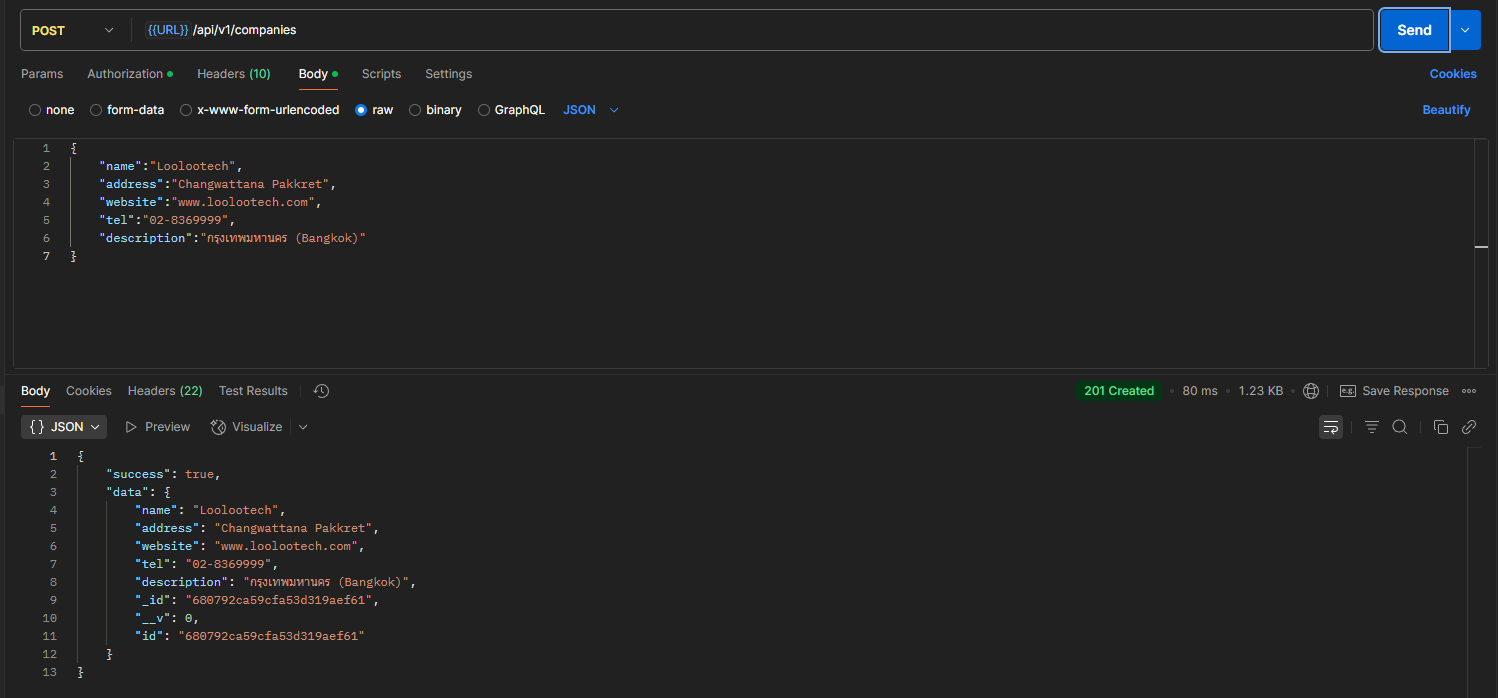 POST {{URL}} /api/v1/companies Send
Params Authorization Headers (10) Body Scripts Settings Cookies
none form-data x-www-form-urlencoded raw binary GraphQL JSON Beautify
1 {
2 "name":"Loolootech",
3 "address":"Changwattana Pakkret",
4 "website":"www.loolootech.com",
5 "tel":"02-8369999",
6 "description":"กรุงเทพมหานคร (Bangkok)"
7 }
Body Cookies Headers (22) Test Results 201 Created 80 ms 1.23 KB e.g. Save Response
{} JSON Preview Visualize
1 {
2 "success": true,
3 "data": {
4 "name": "Loolootech",
5 "address": "Changwattana Pakkret",
6 "website": "www.loolootech.com",
7 "tel": "02-8369999",
8 "description": "กรุงเทพมหานคร (Bangkok)",
9 "_id": "680792ca59cfa53d319aef61",
10 "__v": 0,
11 "id": "680792ca59cfa53d319aef61"
12 }
13 }